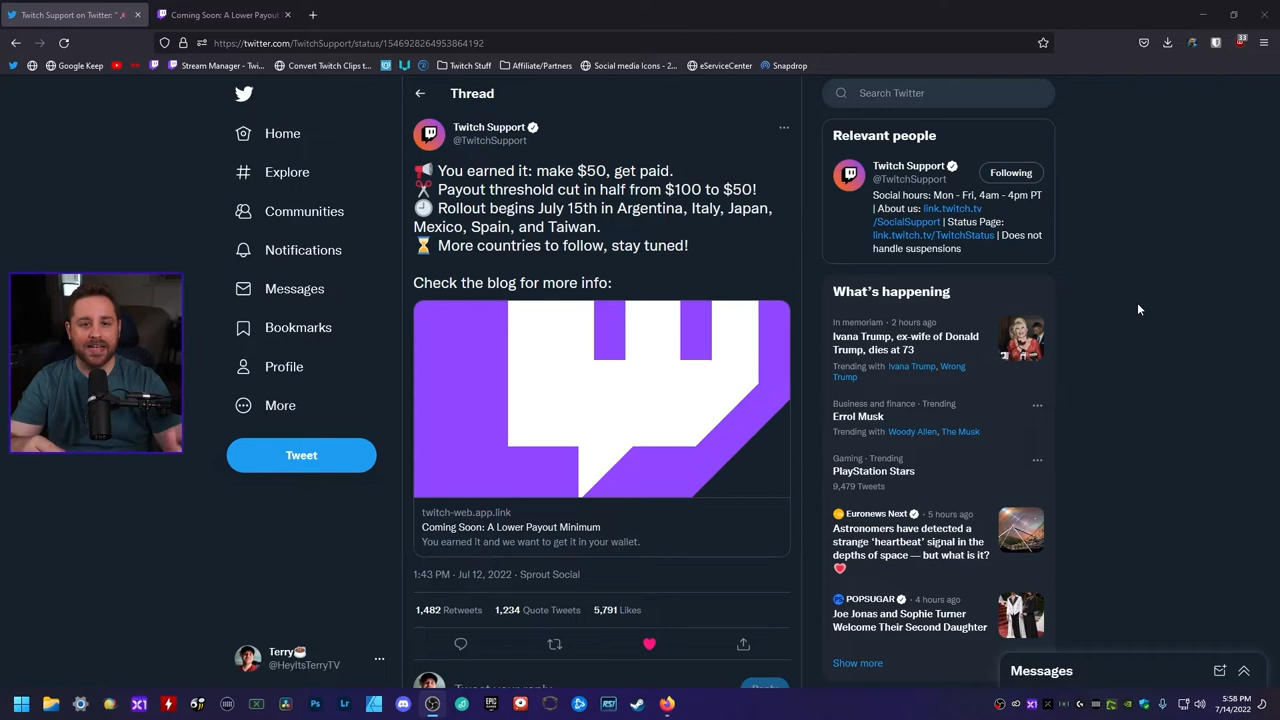 Twitch Support on Twitter: "
Coming Soon: A Lower Payout
https://twitter.com/TwitchSupport/status/1546928264953864192
33
Google Keep
Stream Manager - Twi...
Convert Twitch Clips t...
Twitch Stuff
Affiliate/Partners
Social media Icons - 2...
eServiceCenter
Snapdrop
Home
Explore
Communities
Notifications
Messages
Bookmarks
Profile
More
Tweet
Terry
@HeyItsTerryTV
Thread
Twitch Support
@TwitchSupport
You earned it: make $50, get paid.
Payout threshold cut in half from $100 to $50!
Rollout begins July 15th in Argentina, Italy, Japan,
Mexico, Spain, and Taiwan.
More countries to follow, stay tuned!
Check the blog for more info:
twitch-web.app.link
Coming Soon: A Lower Payout Minimum
You earned it and we want to get it in your wallet.
1:43 PM · Jul 12, 2022 · Sprout Social
1,482 Retweets 1,234 Quote Tweets 5,791 Likes
Tweet your reply
Reply
Search Twitter
Relevant people
Twitch Support
@TwitchSupport
Following
Social hours: Mon - Fri, 4am - 4pm PT
| About us: link.twitch.tv
/SocialSupport | Status Page:
link.twitch.tv/TwitchStatus | Does not
handle suspensions
What's happening
In memoriam · 2 hours ago
Ivana Trump, ex-wife of Donald
Trump, dies at 73
Trending with Ivana Trump, Wrong
Trump
Business and finance · Trending
Errol Musk
Trending with Woody Allen, The Musk
Gaming · Trending
PlayStation Stars
9,479 Tweets
Euronews Next · 5 hours ago
Astronomers have detected a
strange 'heartbeat' signal in the
depths of space — but what is it?
POPSUGAR · 4 hours ago
Joe Jonas and Sophie Turner
Welcome Their Second Daughter
Show more
Messages
X1
Ps
Lr
EPIC
RSI
X1
5:58 PM
7/14/2022